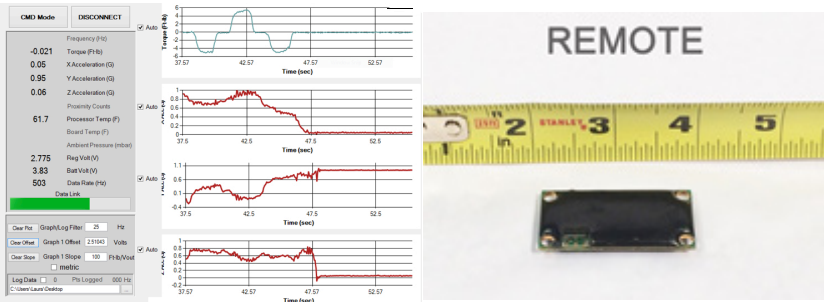 CMD Mode
DISCONNECT
Frequency (Hz)
-0.021 Torque (Ft-lb)
0.05 X Acceleration (G)
0.95 Y Acceleration (G)
0.06 Z Acceleration (G)
Proximity Counts
61.7 Processor Temp (F)
Board Temp (F)
Ambient Pressure (mbar)
2.775 Reg Volt (V)
3.83 Batt Volt (V)
503 Data Rate (Hz)
Data Link
Clear Plot Graph/Log Filter 25 Hz
Clear Offset Graph 1 Offset 2.51043 Volts
Clear Slope Graph 1 Slope 100 Ft-lb/Vout
metric
Log Data 0 Pts Logged 000 Hz
C:\Users\Laura\Desktop ...
Auto
Torque (Ft-lb)
6
4
2
0
-2
-4
-6
37.57 42.57 47.57 52.57
Time (sec)
Auto
1
0.8
0.6
0.4
0.2
0
37.5 42.5 47.5 52.5
Time (sec)
Auto
1.1
0.6
0.1
-0.4
37.5 42.5 47.5 52.5
Time (sec)
Auto
1
0.8
0.6
0.4
0.2
0
-0.2
37.57 42.57 47.57 52.57
Time (sec)
REMOTE
1 2 STANLEY 3 4 5
in